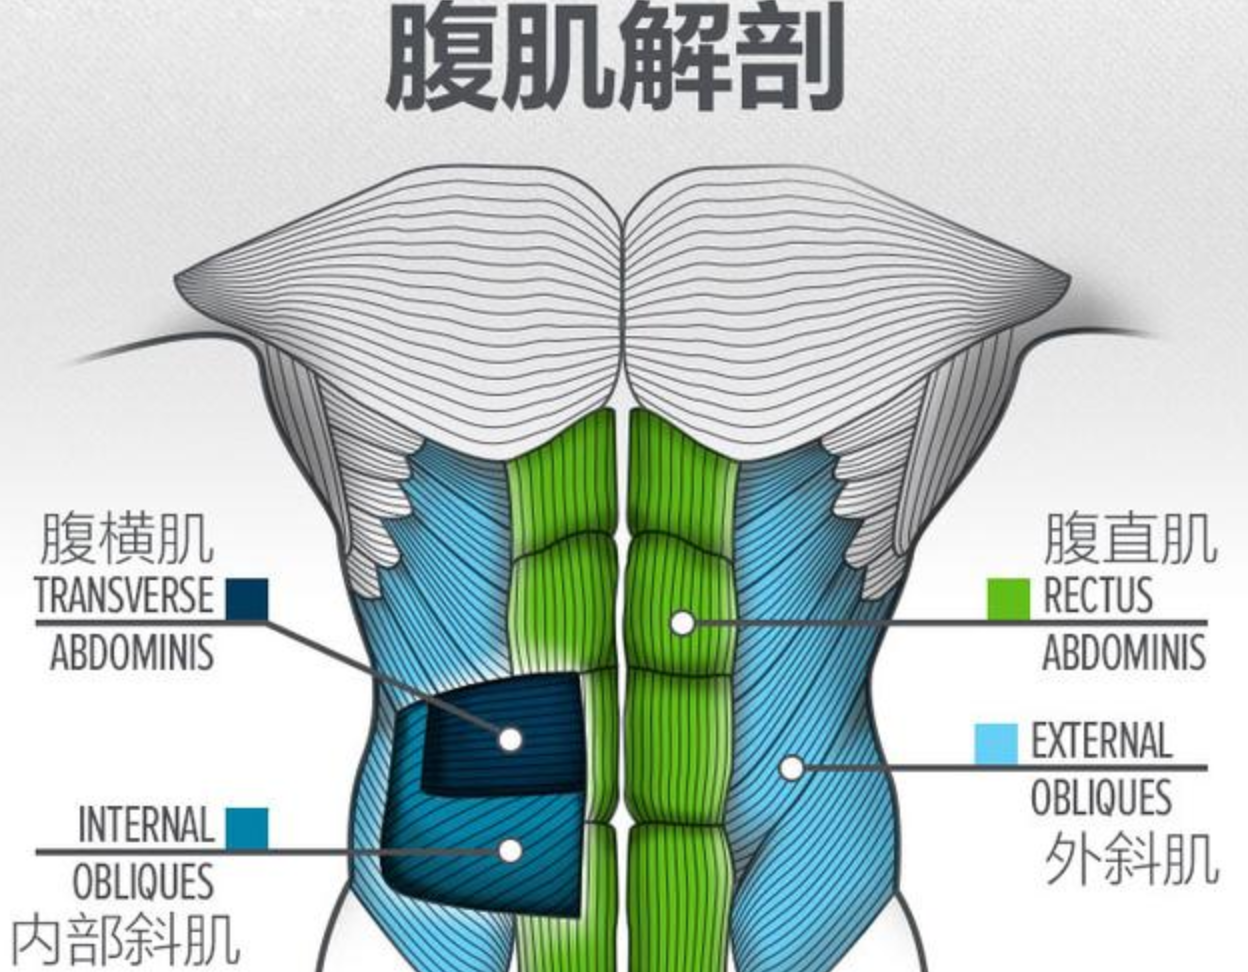 腹肌解剖
腹横肌
TRANSVERSE
ABDOMINIS
INTERNAL
OBLIQUES
内部斜肌
腹直肌
RECTUS
ABDOMINIS
EXTERNAL
OBLIQUES
外斜肌